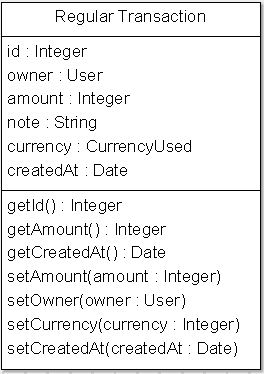 Regular Transaction
id : Integer
owner : User
amount : Integer
note : String
currency : CurrencyUsed
createdAt : Date
getId() : Integer
getAmount() : Integer
getCreatedAt() : Date
setAmount(amount : Integer)
setOwner(owner : User)
setCurrency(currency : Integer)
setCreatedAt(createdAt : Date)